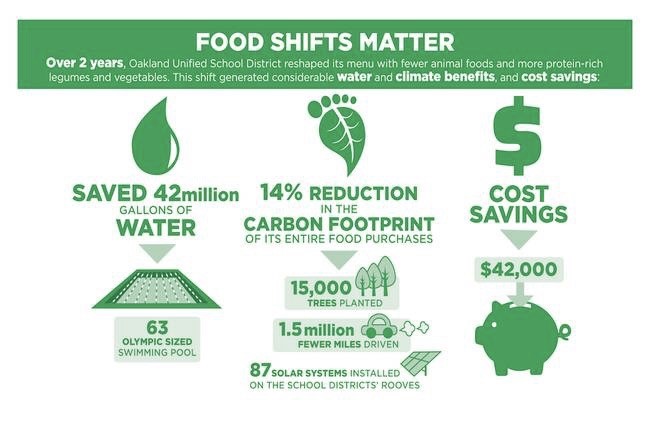 FOOD SHIFTS MATTER
Over 2 years, Oakland Unified School District reshaped its menu with fewer animal foods and more protein-rich
legumes and vegetables. This shift generated considerable water and climate benefits, and cost savings:
SAVED 42million
GALLONS OF
WATER
63
OLYMPIC SIZED
SWIMMING POOL
14% REDUCTION
IN THE
CARBON FOOTPRINT
OF ITS ENTIRE FOOD PURCHASES
15,000
TREES PLANTED
1.5 million
FEWER MILES DRIVEN
87 SOLAR SYSTEMS INSTALLED
ON THE SCHOOL DISTRICTS' ROOVES
$
COST
SAVINGS
$42,000